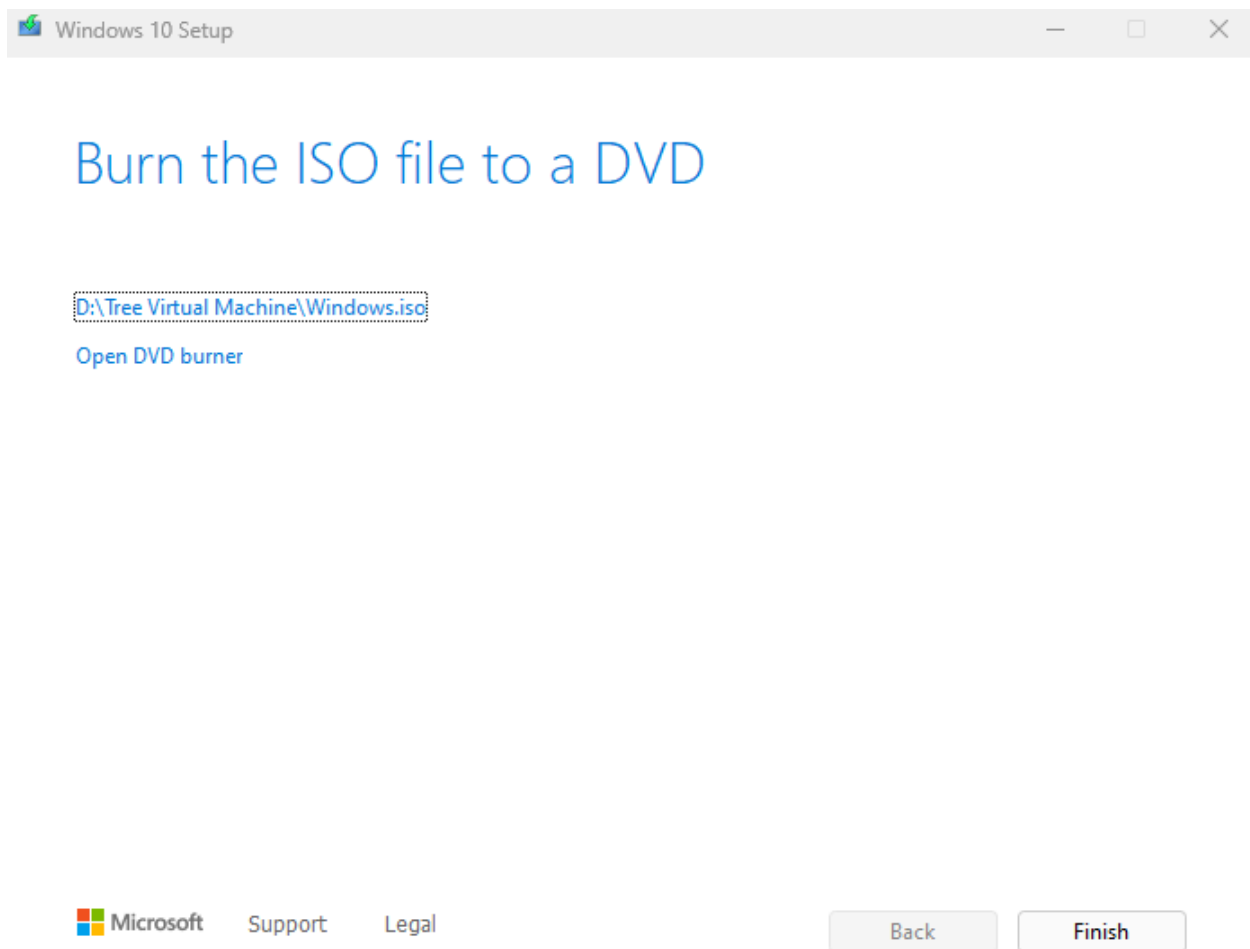 Windows 10 Setup
Burn the ISO file to a DVD
D:\Tree Virtual Machine\Windows.iso
Open DVD burner
Microsoft Support Legal Back Finish